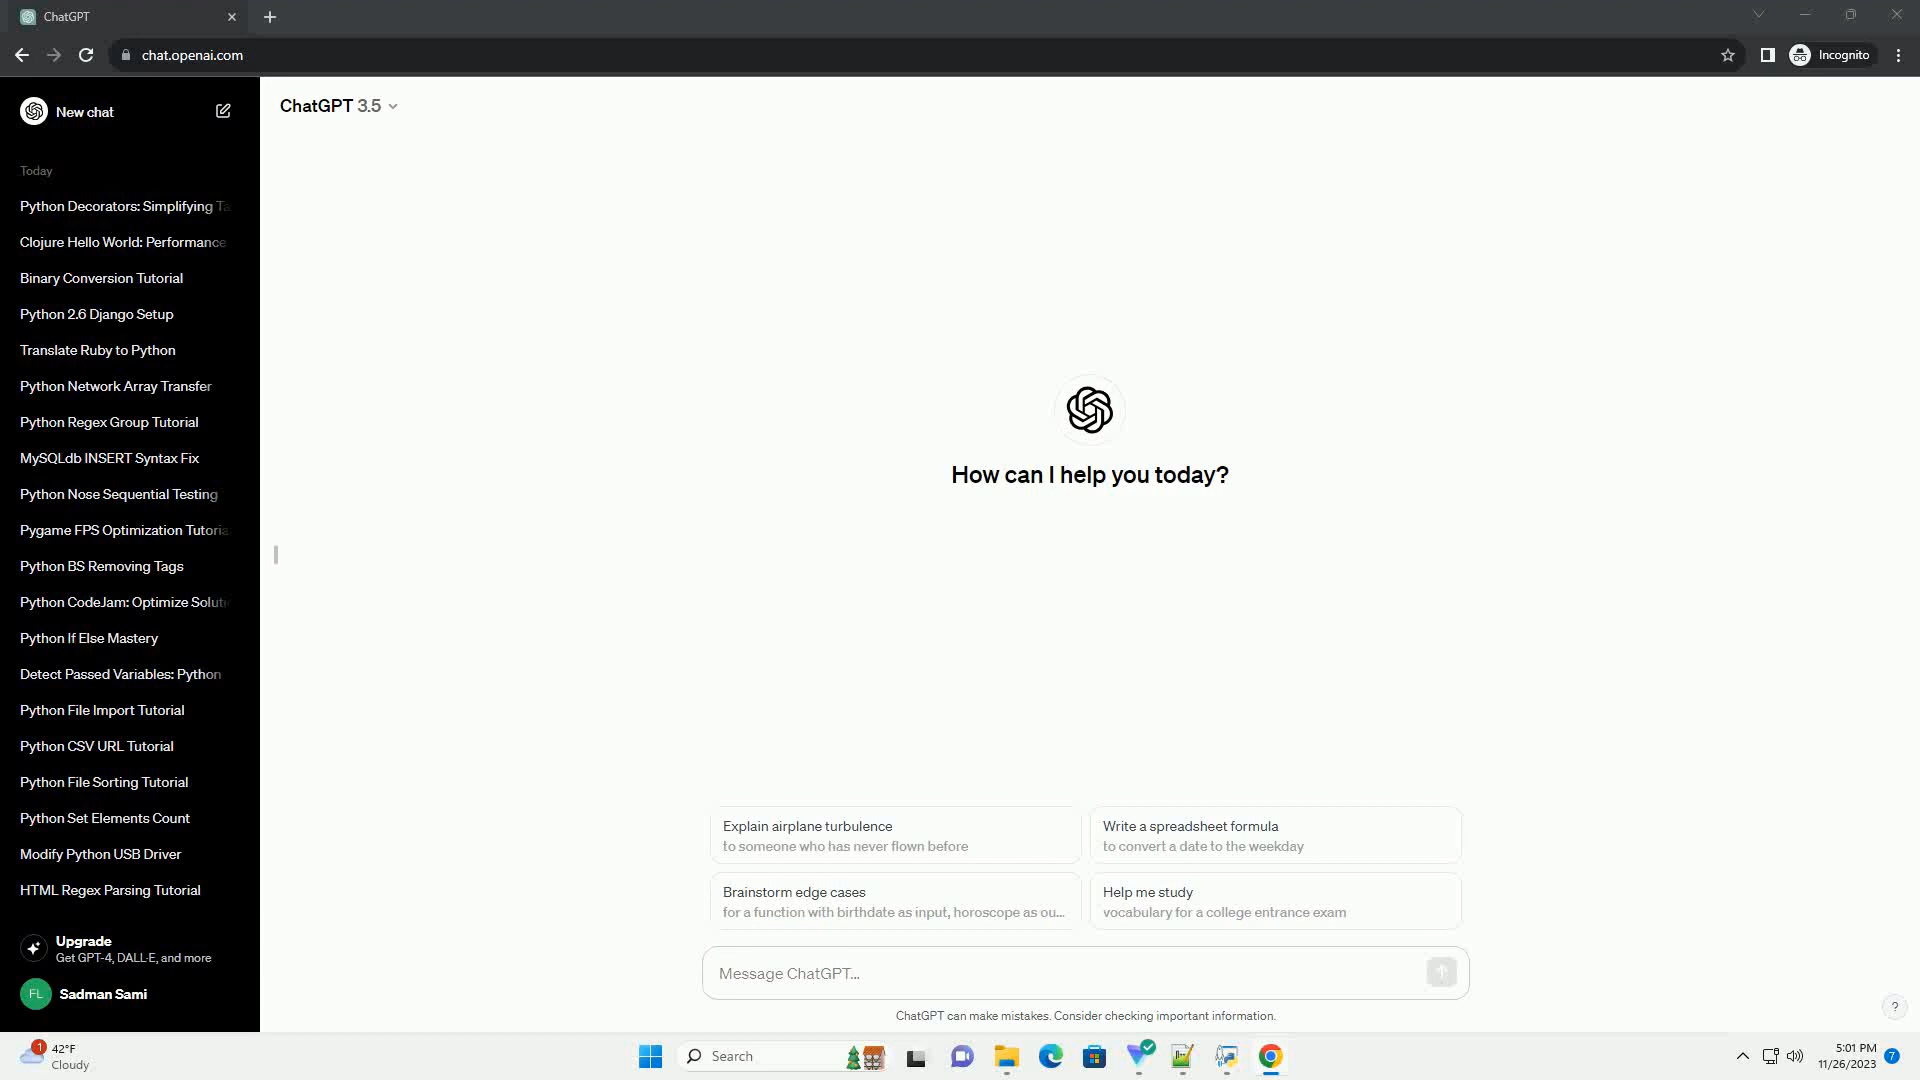 ChatGPT
chat.openai.com
Incognito
New chat
ChatGPT 3.5
Today
Python Decorators: Simplifying Ta
Clojure Hello World: Performance
Binary Conversion Tutorial
Python 2.6 Django Setup
Translate Ruby to Python
Python Network Array Transfer
Python Regex Group Tutorial
MySQLdb INSERT Syntax Fix
Python Nose Sequential Testing
Pygame FPS Optimization Tutoria
Python BS Removing Tags
Python CodeJam: Optimize Soluti
Python If Else Mastery
Detect Passed Variables: Python
Python File Import Tutorial
Python CSV URL Tutorial
Python File Sorting Tutorial
Python Set Elements Count
Modify Python USB Driver
HTML Regex Parsing Tutorial
Upgrade
Get GPT-4, DALL·E, and more
FL Sadman Sami
How can I help you today?
Explain airplane turbulence
to someone who has never flown before
Write a spreadsheet formula
to convert a date to the weekday
Brainstorm edge cases
for a function with birthdate as input, horoscope as ou...
Help me study
vocabulary for a college entrance exam
Message ChatGPT...
ChatGPT can make mistakes. Consider checking important information.
?
1
42°F
Cloudy
Search
5:01 PM
11/26/2023
7